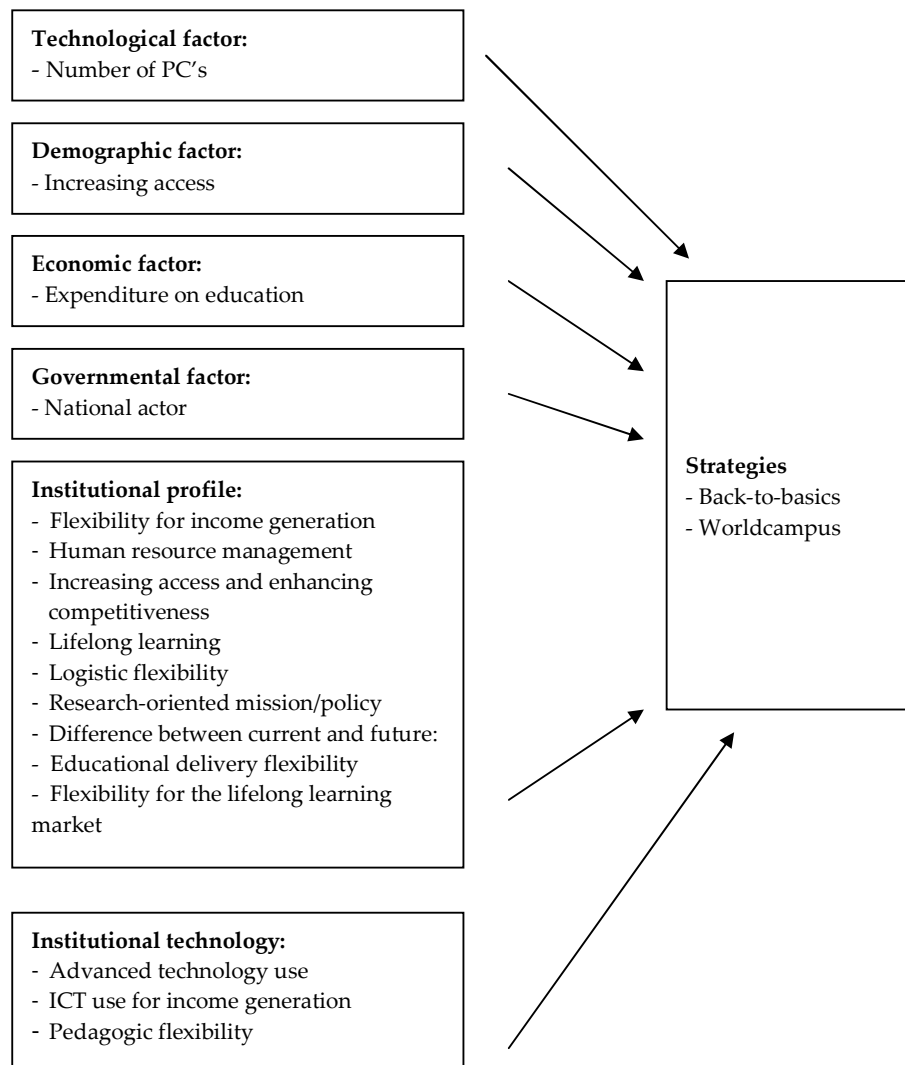 Technological factor:
- Number of PC’s
Demographic factor:
- Increasing access
Economic factor:
- Expenditure on education
Governmental factor:
- National actor
Institutional profile:
- Flexibility for income generation
- Human resource management
- Increasing access and enhancing
competitiveness
- Lifelong learning
- Logistic flexibility
- Research-oriented mission/policy
- Difference between current and future:
- Educational delivery flexibility
- Flexibility for the lifelong learning
market
Institutional technology:
- Advanced technology use
- ICT use for income generation
- Pedagogic flexibility
Strategies
- Back-to-basics
- Worldcampus